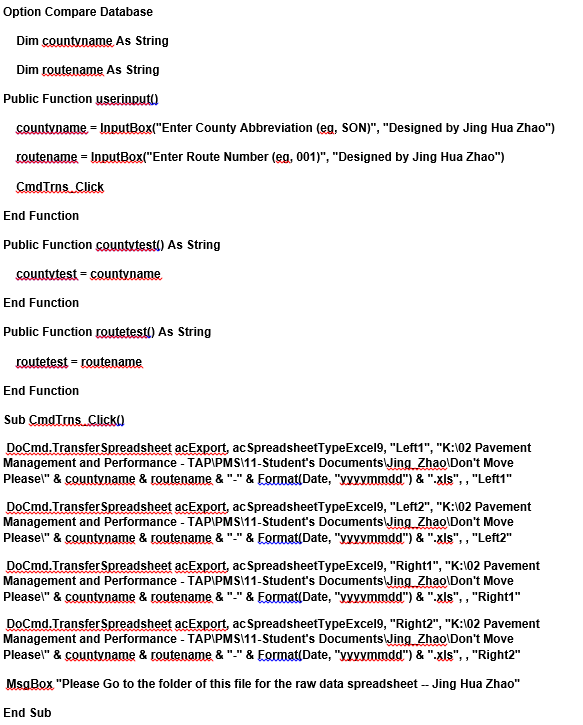 Option Compare Database
Dim countyname As String
Dim routename As String
Public Function userinput()
countyname = InputBox("Enter County Abbreviation (eg, SON)", "Designed by Jing Hua Zhao")
routename = InputBox("Enter Route Number (eg, 001)", "Designed by Jing Hua Zhao")
CmdTrns_Click
End Function
Public Function countytest() As String
countytest = countyname
End Function
Public Function routetest() As String
routetest = routename
End Function
Sub CmdTrns_Click()
DoCmd.TransferSpreadsheet acExport, acSpreadsheetTypeExcel9, "Left1", "K:\02 Pavement
Management and Performance - TAP\PMS\11-Student's Documents\Jing_Zhao\Don't Move
Please\" & countyname & routename & "-" & Format(Date, "yyyymmdd") & ".xls", , "Left1"
DoCmd.TransferSpreadsheet acExport, acSpreadsheetTypeExcel9, "Left2", "K:\02 Pavement
Management and Performance - TAP\PMS\11-Student's Documents\Jing_Zhao\Don't Move
Please\" & countyname & routename & "-" & Format(Date, "yyyymmdd") & ".xls", , "Left2"
DoCmd.TransferSpreadsheet acExport, acSpreadsheetTypeExcel9, "Right1", "K:\02 Pavement
Management and Performance - TAP\PMS\11-Student's Documents\Jing_Zhao\Don't Move
Please\" & countyname & routename & "-" & Format(Date, "yyyymmdd") & ".xls", , "Right1"
DoCmd.TransferSpreadsheet acExport, acSpreadsheetTypeExcel9, "Right2", "K:\02 Pavement
Management and Performance - TAP\PMS\11-Student's Documents\Jing_Zhao\Don't Move
Please\" & countyname & routename & "-" & Format(Date, "yyyymmdd") & ".xls", , "Right2"
MsgBox "Please Go to the folder of this file for the raw data spreadsheet -- Jing Hua Zhao"
End Sub